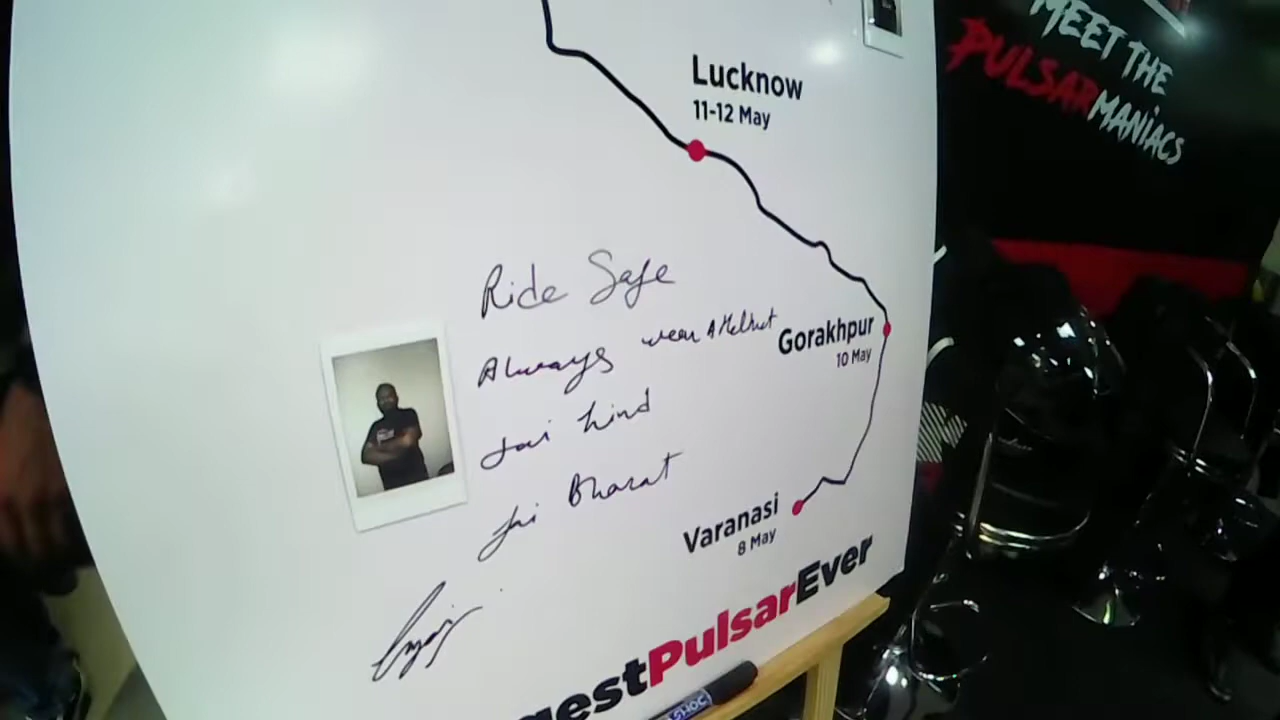 MEET THE
PULSARMANIACS
Lucknow
11-12 May
Ride Safe
Always wear A Helmet
Gorakhpur
10 May
Jai Hind
Jai Bharat
Varanasi
8 May
gestPulsarEver